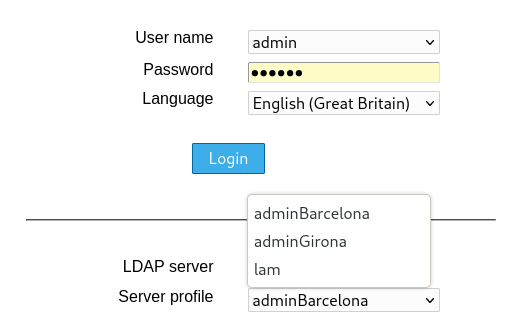 User name admin
Password ••••••
Language English (Great Britain)
Login
adminBarcelona
adminGirona
lam
LDAP server
Server profile adminBarcelona